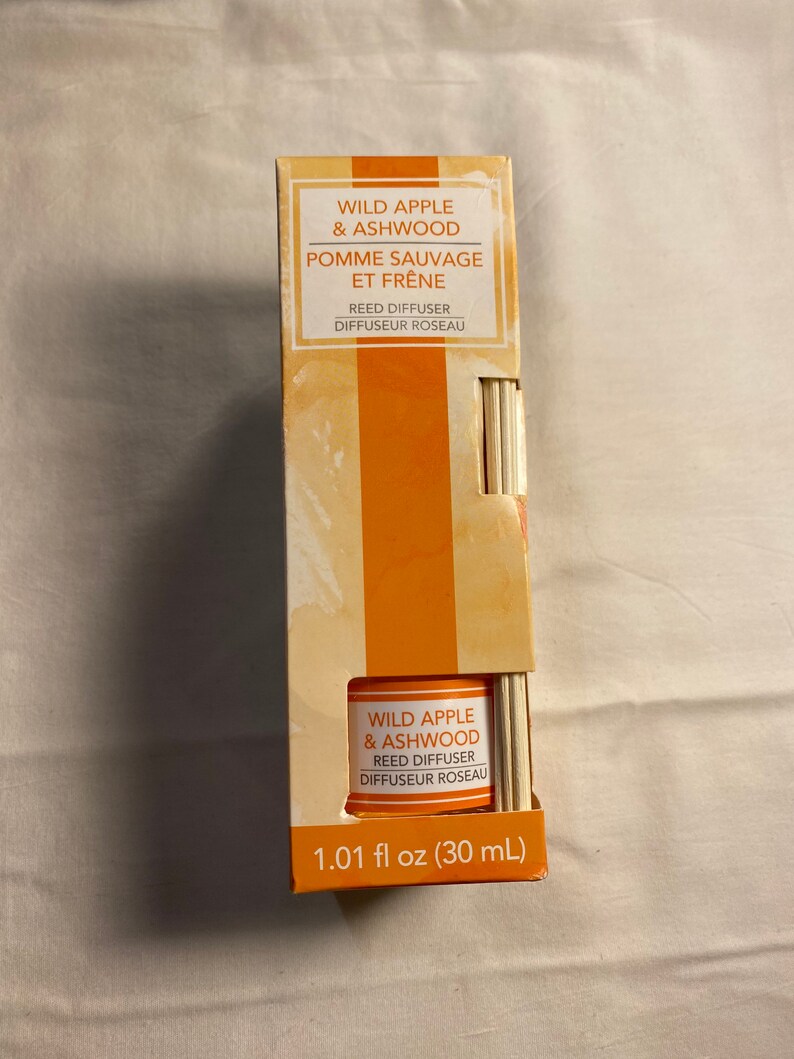 WILD APPLE
& ASHWOOD
POMME SAUVAGE
ET FRÊNE
REED DIFFUSER
DIFFUSEUR ROSEAU
WILD APPLE
& ASHWOOD
REED DIFFUSER
DIFFUSEUR ROSEAU
1.01 fl oz (30 mL)